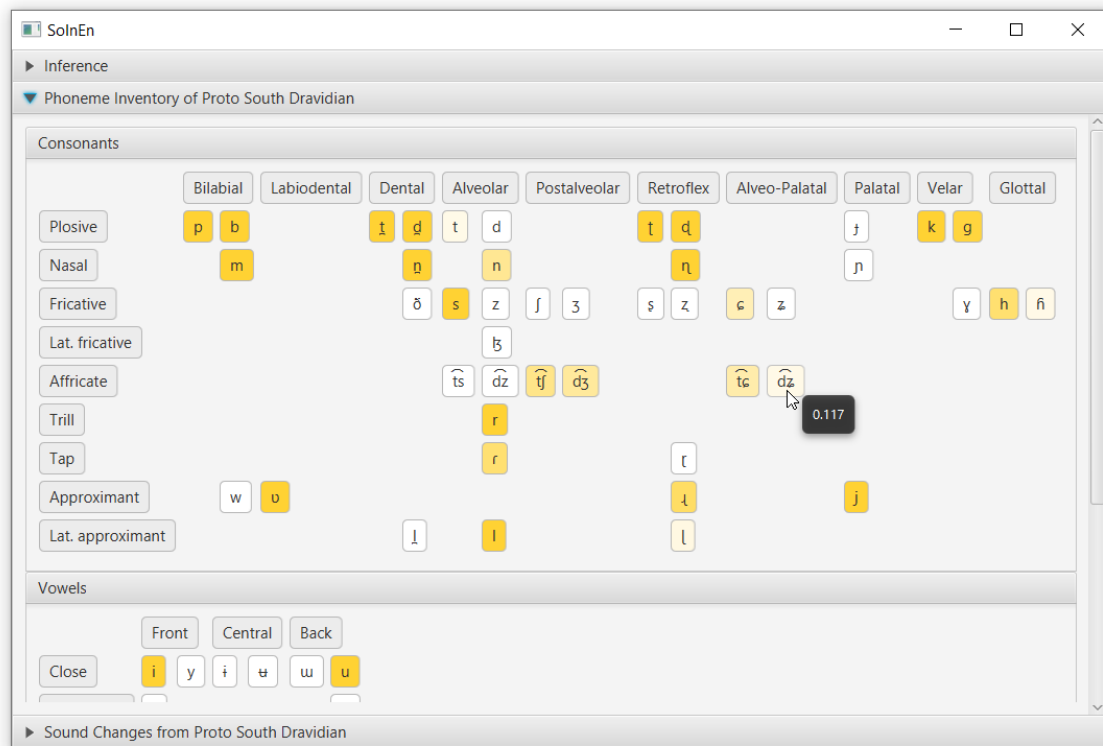 SoInEn
Inference
Phoneme Inventory of Proto South Dravidian
Consonants
Bilabial Labiodental Dental Alveolar Postalveolar Retroflex Alveo-Palatal Palatal Velar Glottal
Plosive p b t̪ d̪ t d ʈ ɖ ɟ k g
Nasal m n̪ n ɳ ɲ
Fricative ð s z ʃ ʒ ʂ ʐ ɕ ʑ ɣ h ɦ
Lat. fricative ɮ
Affricate t͡s d͡z t͡ʃ d͡ʒ t͡ɕ d͡ʑ
0.117
Trill r
Tap ɾ ɽ
Approximant w ʋ ɻ j
Lat. approximant l̪ l ɭ
Vowels
Front Central Back
Close i y ɨ ʉ ɯ u
Sound Changes from Proto South Dravidian